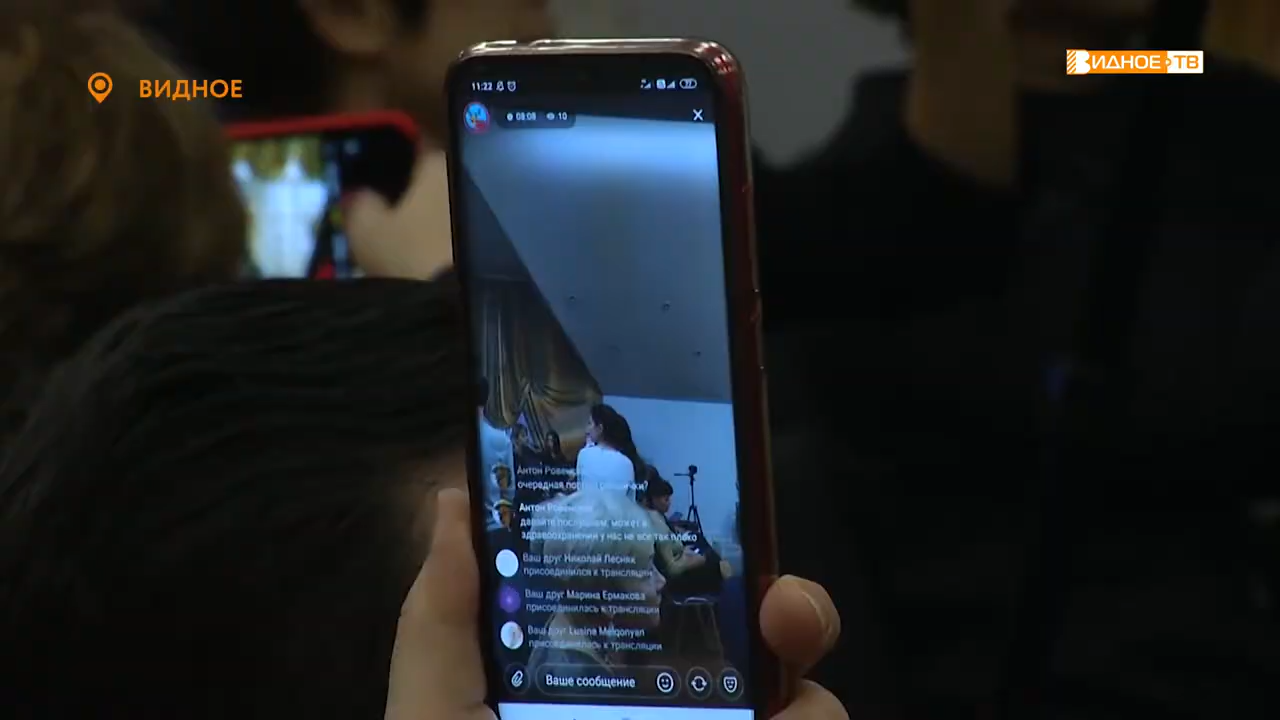 ВИДНОЕ
ВИДНОЕ ТВ
11:22
77
08:08 10
Антон
очередная
Антон
давайте послушаем, может в
здравоохранении у нас не все так плохо
Ваш друг Николай Лесняк
присоединился к трансляции
Ваш друг Марина Ермакова
присоединилась к трансляции
Ваш друг Lusine Melqonyan
присоединилась к трансляции
Ваше сообщение